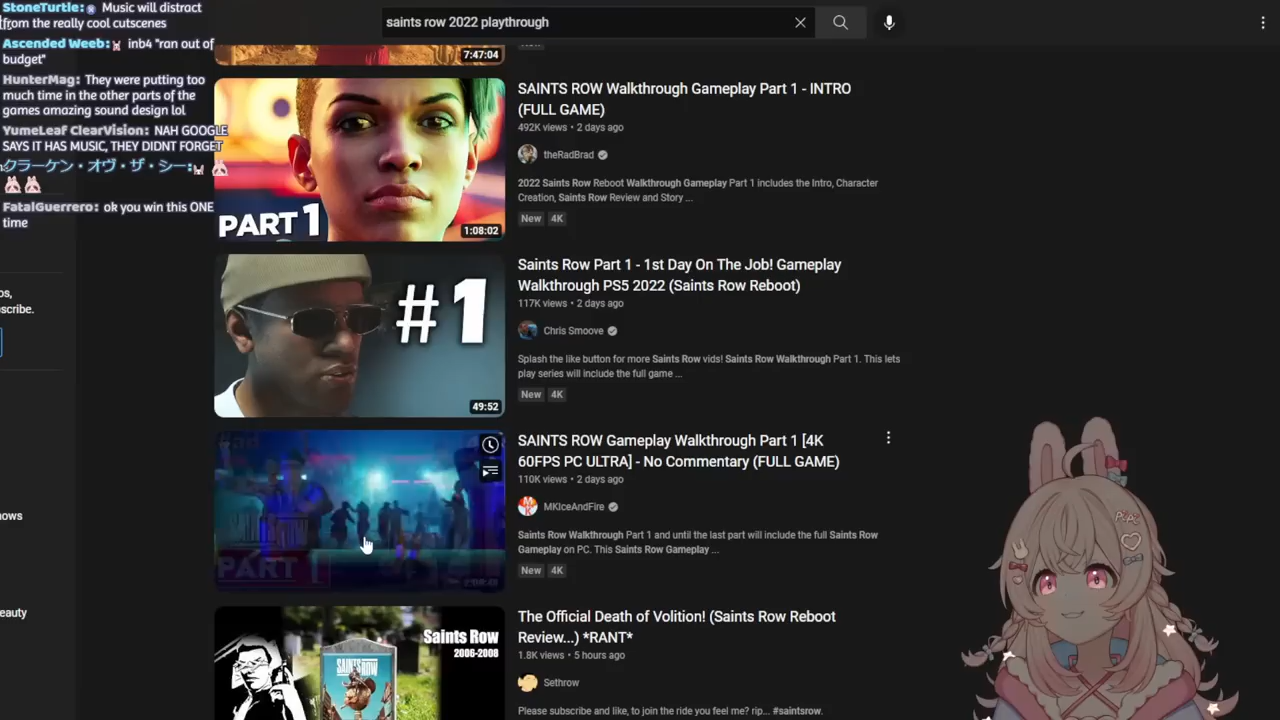 StoneTurtle: Music will distract
from the really cool cutscenes
Ascended Weeb: inb4 "ran out of
budget"
HunterMag: They were putting too
much time in the other parts of the
games amazing sound design lol
YumeLeaf ClearVision: NAH GOOGLE
SAYS IT HAS MUSIC, THEY DIDNT FORGET
クラーケン・オヴ・ザ・シー:
FatalGuerrero: ok you win this ONE
time
os,
scribe.
nows
eauty
saints row 2022 playthrough
7:47:04
New
PART 1
1:08:02
SAINTS ROW Walkthrough Gameplay Part 1 - INTRO
(FULL GAME)
492K views • 2 days ago
theRadBrad
2022 Saints Row Reboot Walkthrough Gameplay Part 1 includes the Intro, Character
Creation, Saints Row Review and Story ...
New 4K
#1
49:52
Saints Row Part 1 - 1st Day On The Job! Gameplay
Walkthrough PS5 2022 (Saints Row Reboot)
117K views • 2 days ago
Chris Smoove
Splash the like button for more Saints Row vids! Saints Row Walkthrough Part 1. This lets
play series will include the full game ...
New 4K
SAINTS ROW
PART 1
SAINTS ROW Gameplay Walkthrough Part 1 [4K
60FPS PC ULTRA] - No Commentary (FULL GAME)
110K views • 2 days ago
MKIceAndFire
Saints Row Walkthrough Part 1 and until the last part will include the full Saints Row
Gameplay on PC. This Saints Row Gameplay ...
New 4K
Saints Row
2006-2008
SAINTS ROW
The Official Death of Volition! (Saints Row Reboot
Review...) *RANT*
1.8K views • 5 hours ago
Sethrow
Please subscribe and like, to join the ride you feel me? rip... #saintsrow.